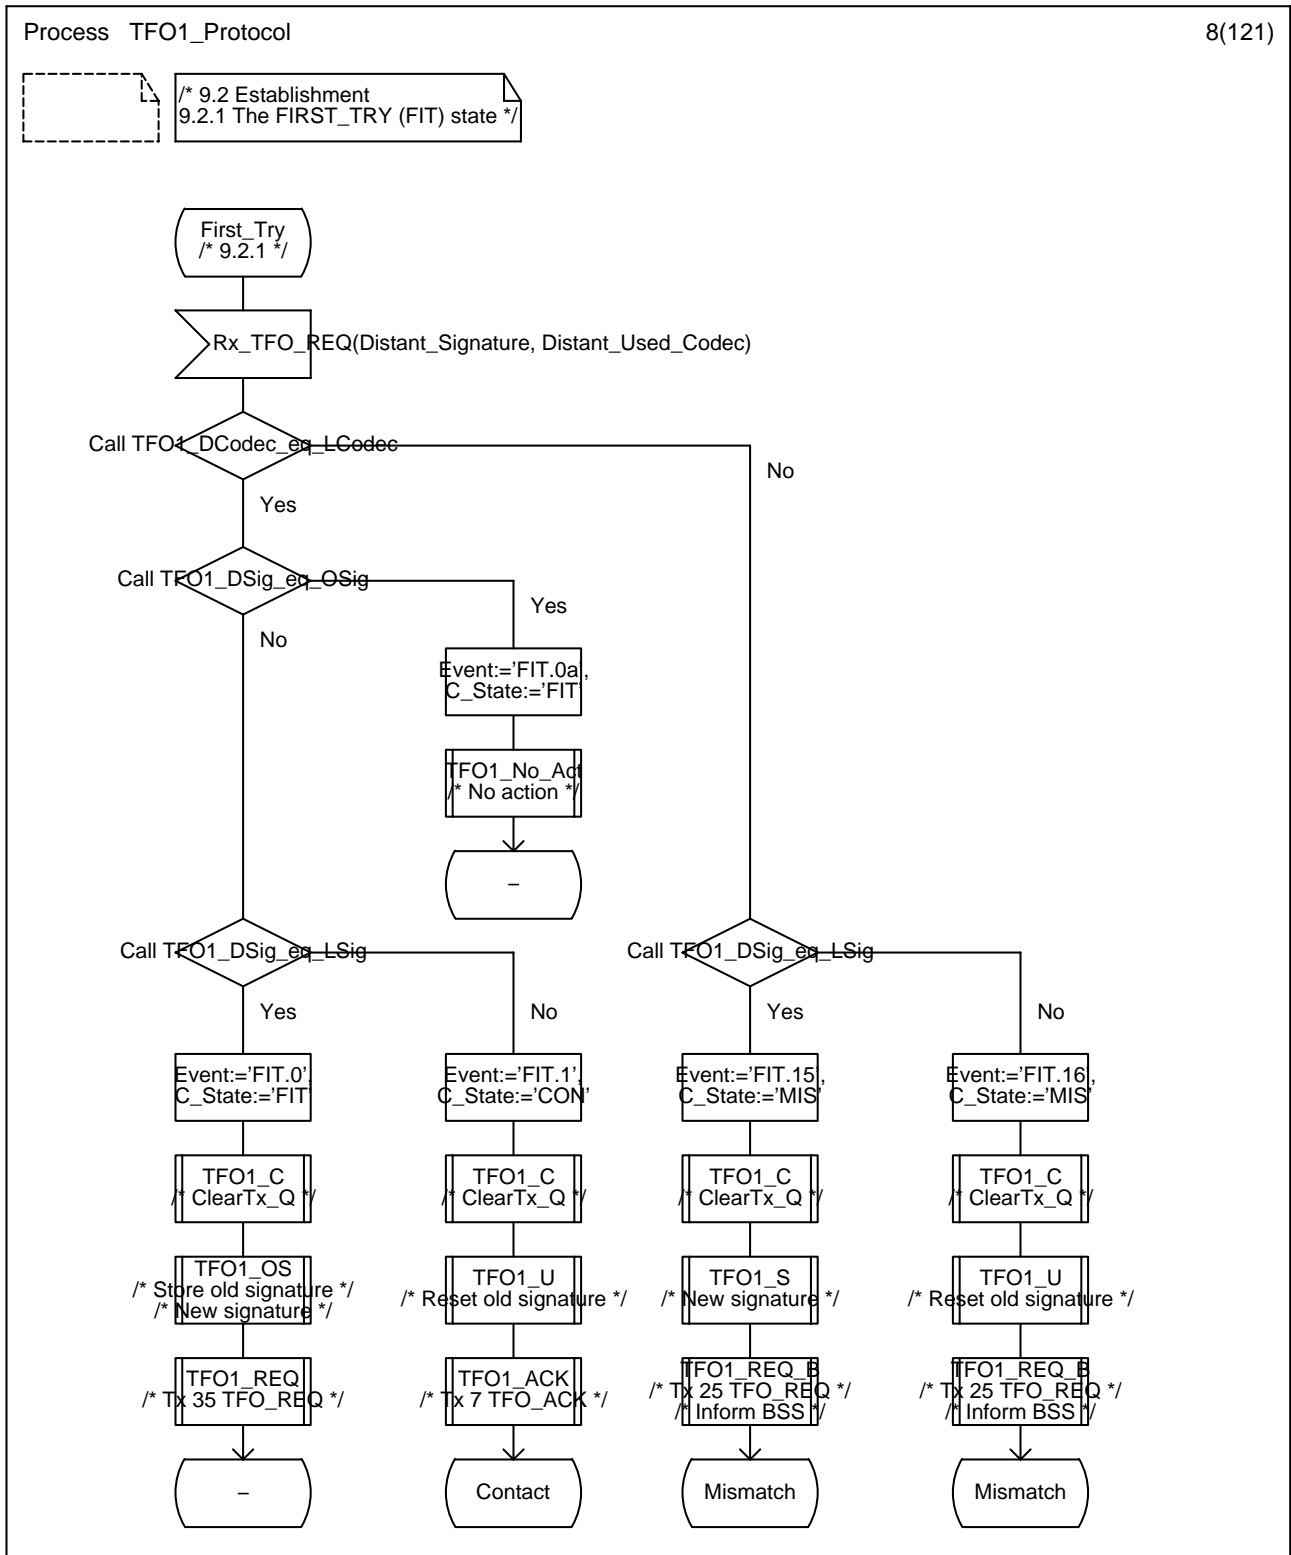 Process TFO1_Protocol
8(121)
/* 9.2 Establishment
9.2.1 The FIRST_TRY (FIT) state */
First_Try
/* 9.2.1 */
Rx_TFO_REQ(Distant_Signature, Distant_Used_Codec)
Call TFO1_DCodec_eq_LCodec
No
Yes
Call TFO1_DSig_eq_OSig
Yes
No
Event:='FIT.0a',
C_State:='FIT'
TFO1_No_Act
/* No action */
–
Call TFO1_DSig_eq_LSig
Call TFO1_DSig_eq_LSig
Yes
No
Yes
No
Event:='FIT.0',
C_State:='FIT'
Event:='FIT.1',
C_State:='CON'
Event:='FIT.15',
C_State:='MIS'
Event:='FIT.16',
C_State:='MIS'
TFO1_C
/* ClearTx_Q */
TFO1_C
/* ClearTx_Q */
TFO1_C
/* ClearTx_Q */
TFO1_C
/* ClearTx_Q */
TFO1_OS
/* Store old signature */
/* New signature */
TFO1_U
/* Reset old signature */
TFO1_S
/* New signature */
TFO1_U
/* Reset old signature */
TFO1_REQ
/* Tx 35 TFO_REQ */
TFO1_ACK
/* Tx 7 TFO_ACK */
TFO1_REQ_B
/* Tx 25 TFO_REQ */
/* Inform BSS */
TFO1_REQ_B
/* Tx 25 TFO_REQ */
/* Inform BSS */
–
Contact
Mismatch
Mismatch